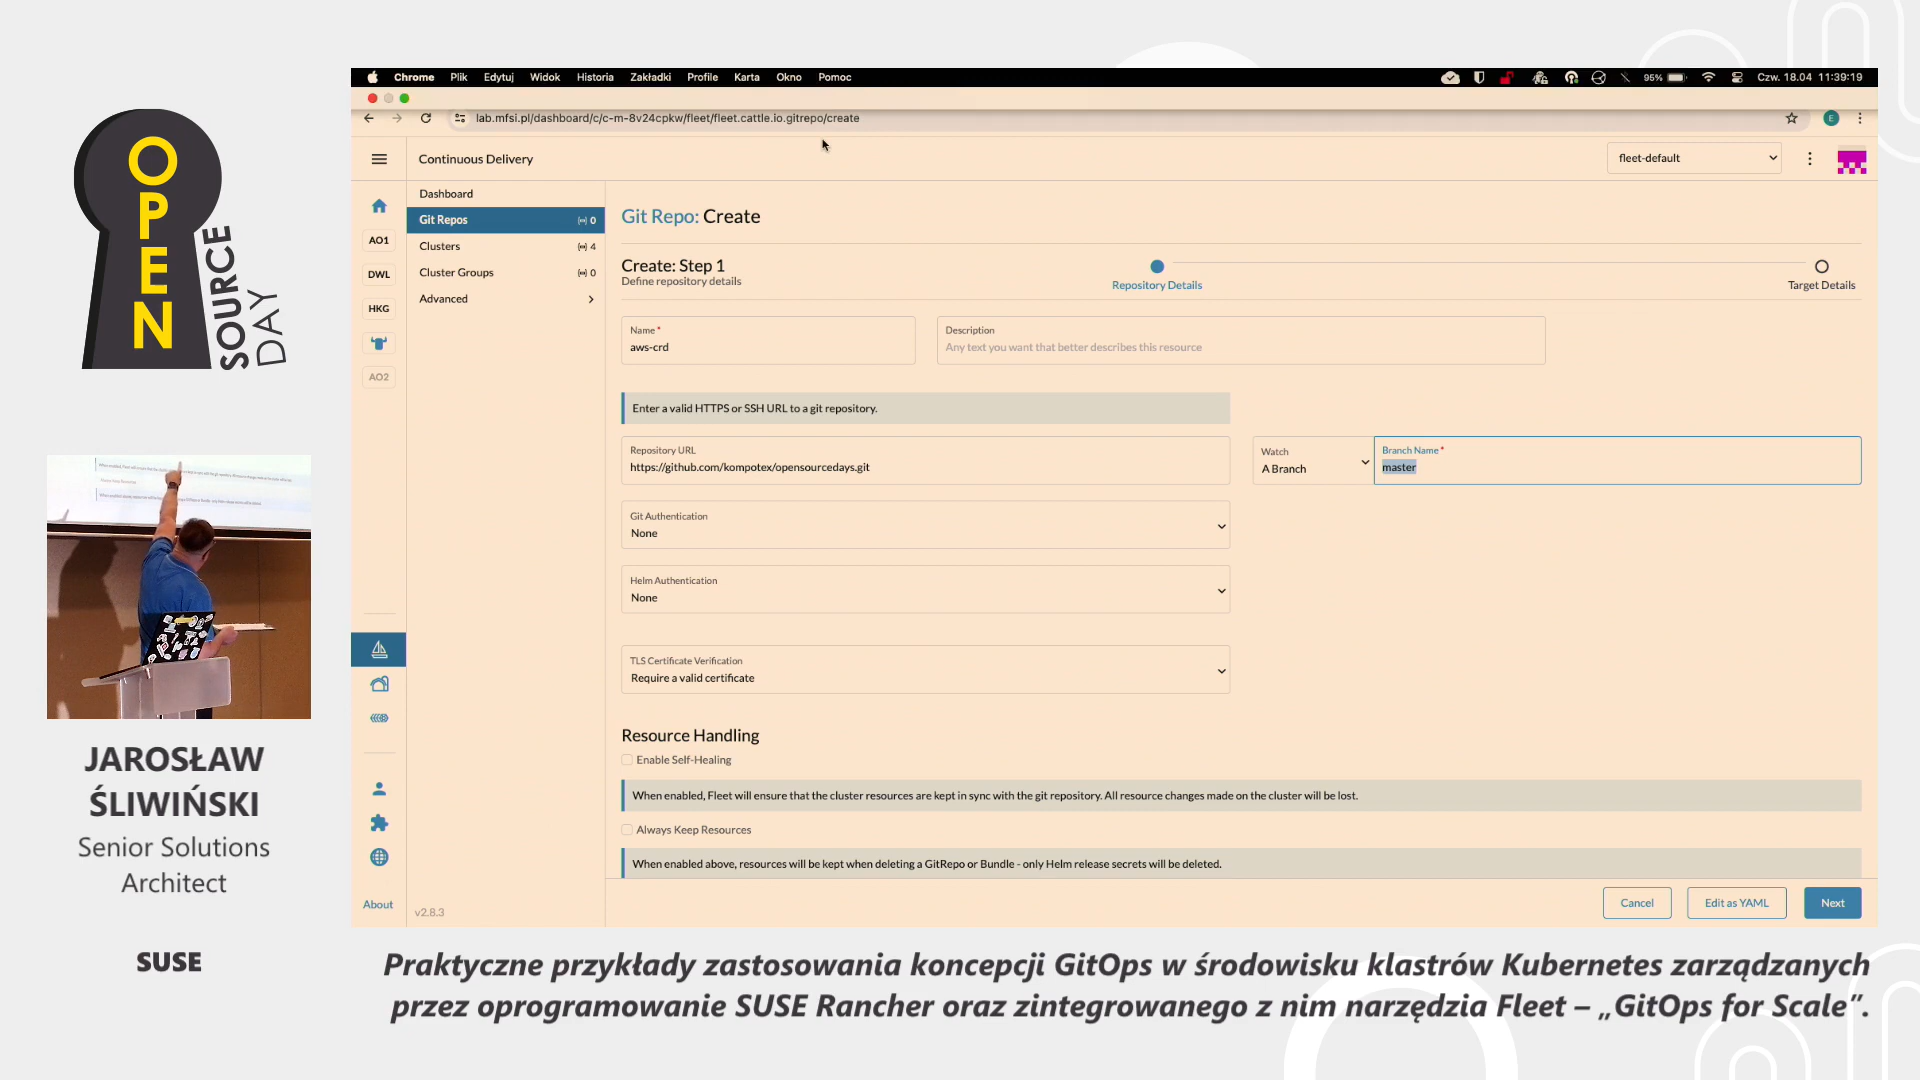 OPEN
SOURCE
DAY
JAROSŁAW
ŚLIWIŃSKI
Senior Solutions
Architect
SUSE
Chrome Plik Edytuj Widok Historia Zakładki Profile Karta Okno Pomoc
95% Czw. 18.04 11:39:19
lab.mfsi.pl/dashboard/c/c-m-8v24cpkw/fleet/fleet.cattle.io.gitrepo/create
E
Continuous Delivery
fleet-default
AO1
DWL
HKG
AO2
About
Dashboard
Git Repos 0
Clusters 4
Cluster Groups 0
Advanced
v2.8.3
Git Repo: Create
Create: Step 1
Define repository details
Repository Details
Target Details
Name *
aws-crd
Description
Any text you want that better describes this resource
Enter a valid HTTPS or SSH URL to a git repository.
Repository URL
https://github.com/kompotex/opensourcedays.git
Watch
A Branch
Branch Name *
master
Git Authentication
None
Helm Authentication
None
TLS Certificate Verification
Require a valid certificate
Resource Handling
Enable Self-Healing
When enabled, Fleet will ensure that the cluster resources are kept in sync with the git repository. All resource changes made on the cluster will be lost.
Always Keep Resources
When enabled above, resources will be kept when deleting a GitRepo or Bundle - only Helm release secrets will be deleted.
Cancel
Edit as YAML
Next
Praktyczne przykłady zastosowania koncepcji GitOps w środowisku klastrów Kubernetes zarządzanych
przez oprogramowanie SUSE Rancher oraz zintegrowanego z nim narzędzia Fleet – „GitOps for Scale”.